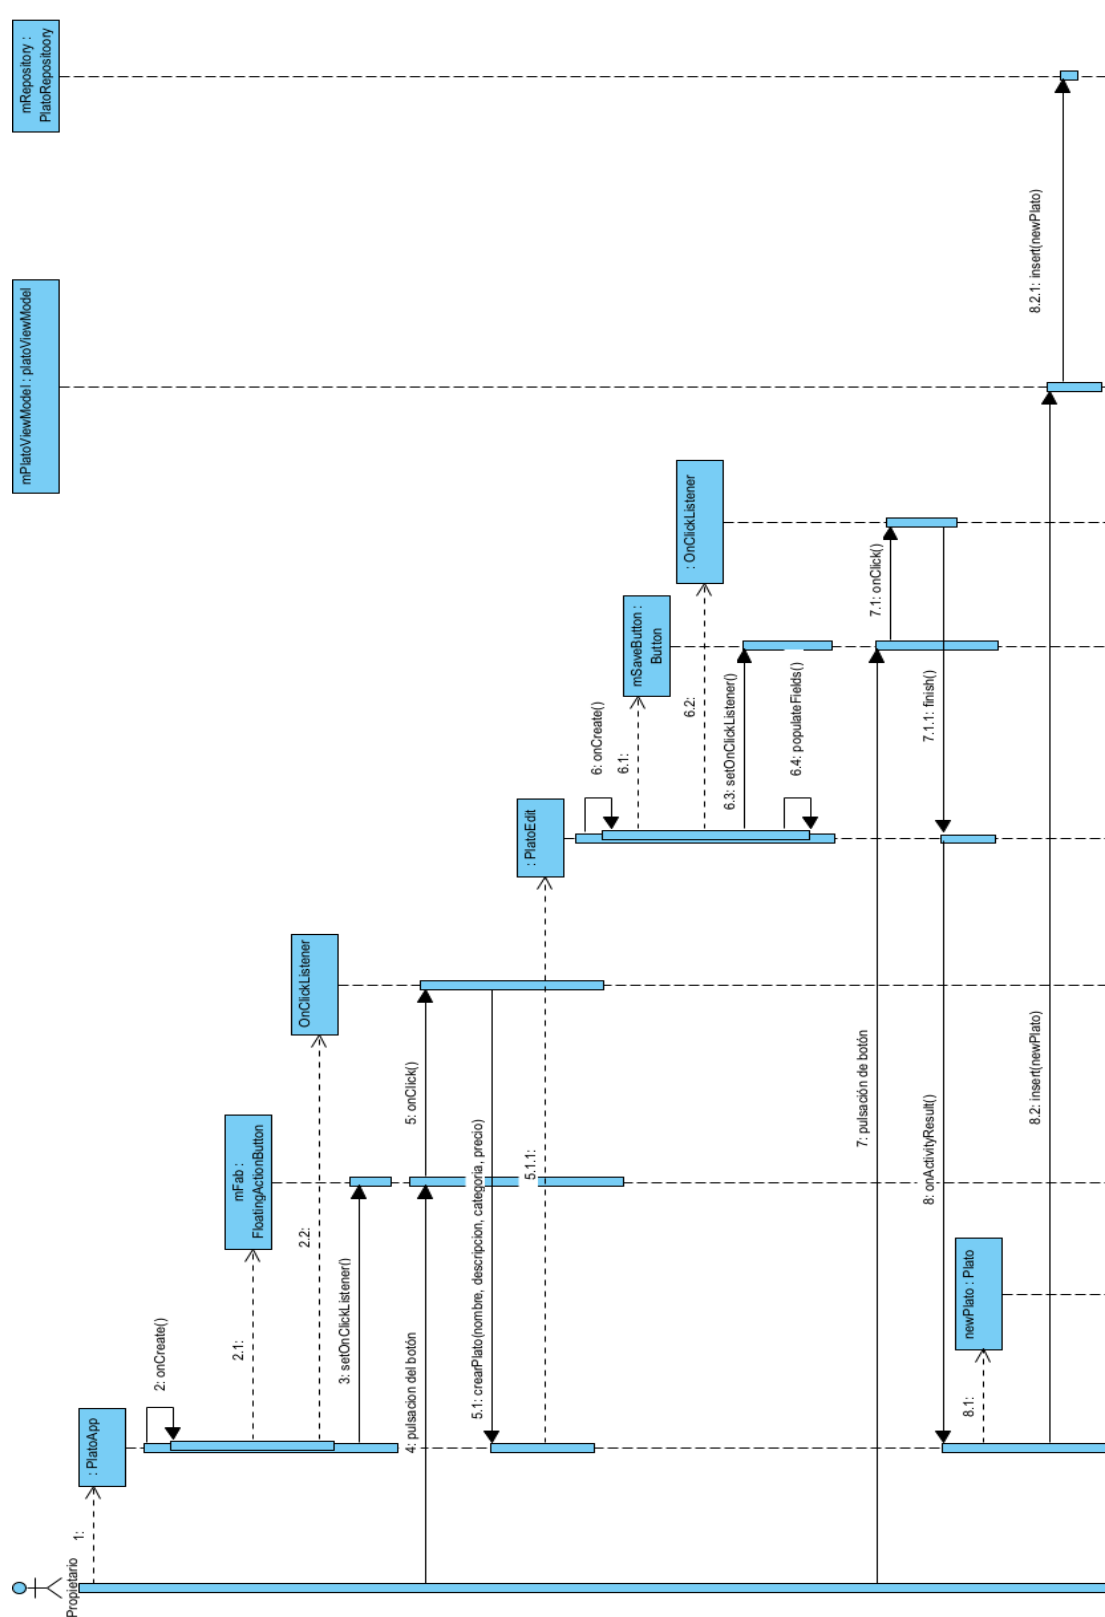 Propietario
1:
: PlatoApp
2: onCreate()
2.1:
mFab :
FloatingActionButton
2.2:
OnClickListener
3: setOnClickListener()
4: pulsacion del botón
5: onClick()
5.1: crearPlato(nombre, descripcion, categoria, precio)
5.1.1:
: PlatoEdit
6: onCreate()
6.1:
mSaveButton :
Button
6.2:
: OnClickListener
6.3: setOnClickListener()
6.4: populateFields()
7: pulsación de botón
7.1: onClick()
7.1.1: finish()
8: onActivityResult()
8.1:
newPlato : Plato
8.2: insert(newPlato)
mPlatoViewModel : platoViewModel
8.2.1: insert(newPlato)
mRepository :
PlatoRepositoory